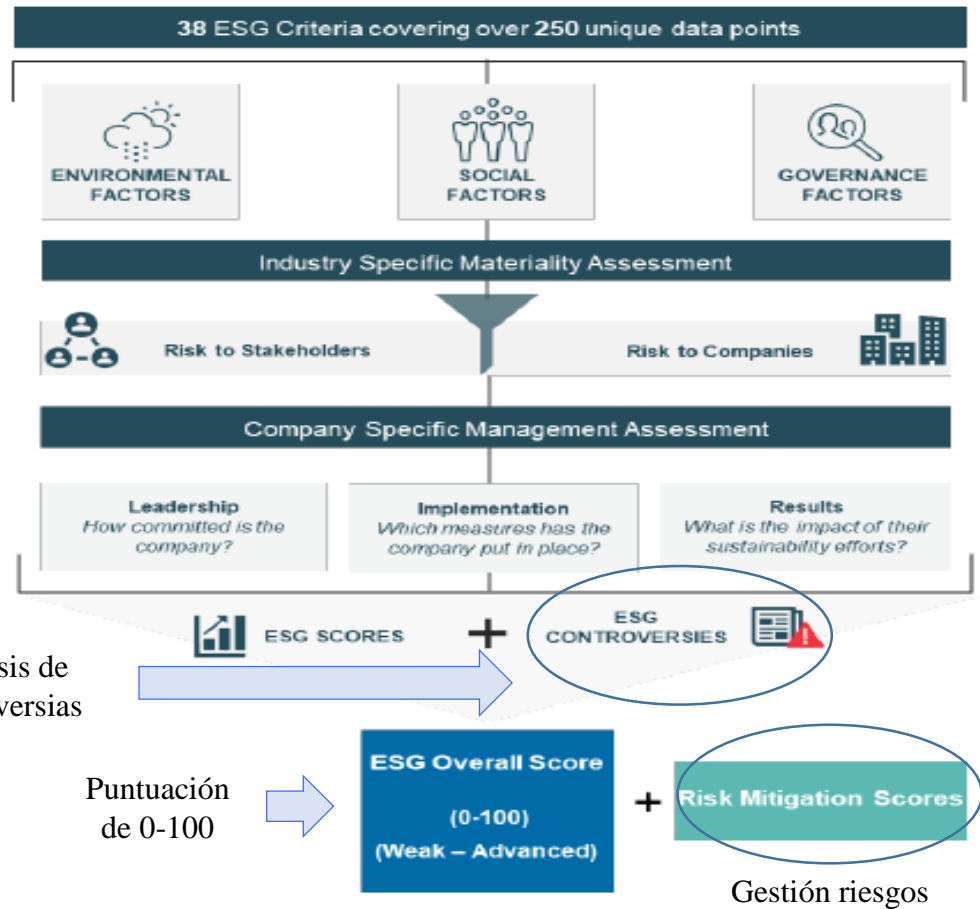 38 ESG Criteria covering over 250 unique data points
ENVIRONMENTAL
FACTORS
SOCIAL
FACTORS
GOVERNANCE
FACTORS
Industry Specific Materiality Assessment
Risk to Stakeholders
Risk to Companies
Company Specific Management Assessment
Leadership
How committed is the
company?
Implementation
Which measures has the
company put in place?
Results
What is the impact of their
sustainability efforts?
ESG SCORES
+
ESG
CONTROVERSIES
sis de
versias
Puntuación
de 0-100
ESG Overall Score
(0-100)
(Weak – Advanced)
+
Risk Mitigation Scores
Gestión riesgos